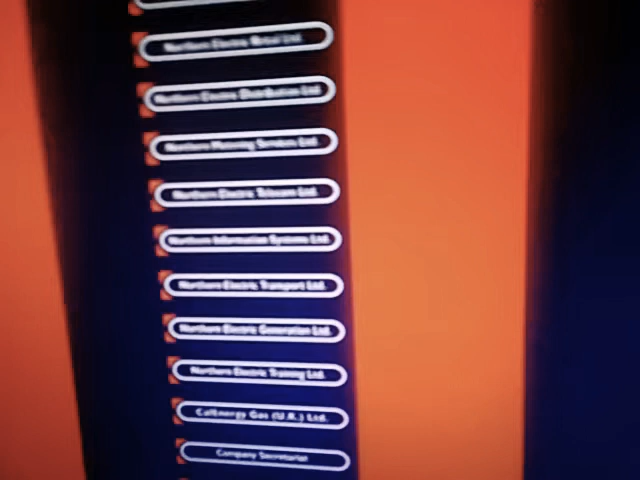 Northern Electric Retail Ltd.
Northern Electric Distribution Ltd.
Northern Metering Services Ltd.
Northern Electric Telecom Ltd.
Northern Information Systems Ltd.
Northern Electric Transport Ltd.
Northern Electric Generation Ltd.
Northern Electric Training Ltd.
CalEnergy Gas (U.K.) Ltd.
Company Secretariat